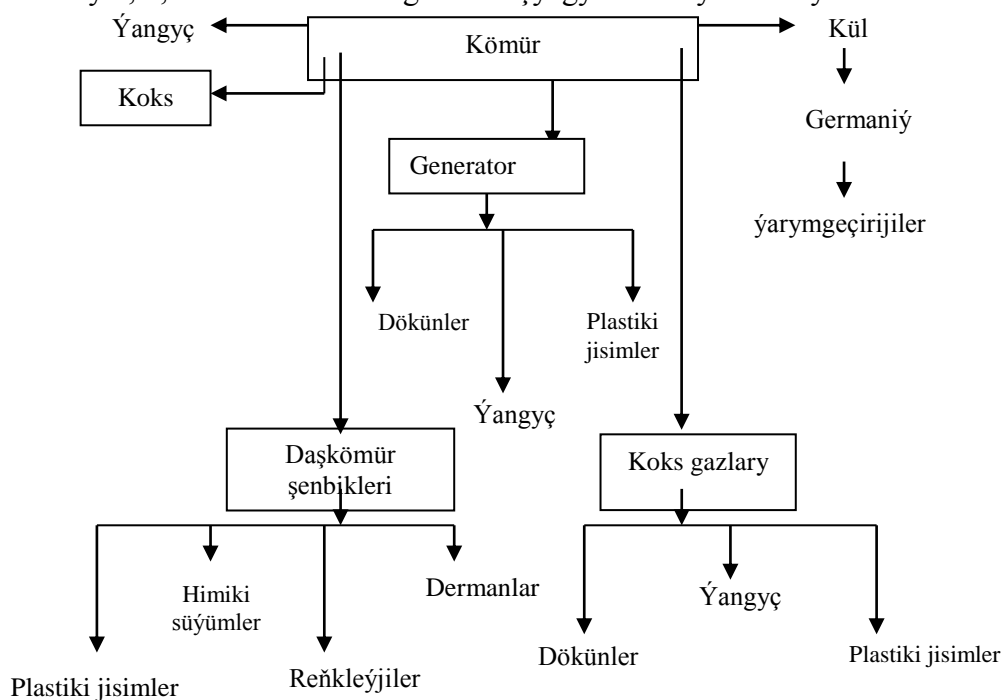 Ýangyç
Kömür
Kül
Koks
Germaniý
Generator
ýarymgeçirijiler
Dökünler
Plastiki
jisimler
Ýangyç
Daşkömür
şenbikleri
Koks gazlary
Himiki
süýümler
Dermanlar
Ýangyç
Plastiki jisimler
Reňkleýjiler
Dökünler
Plastiki jisimler